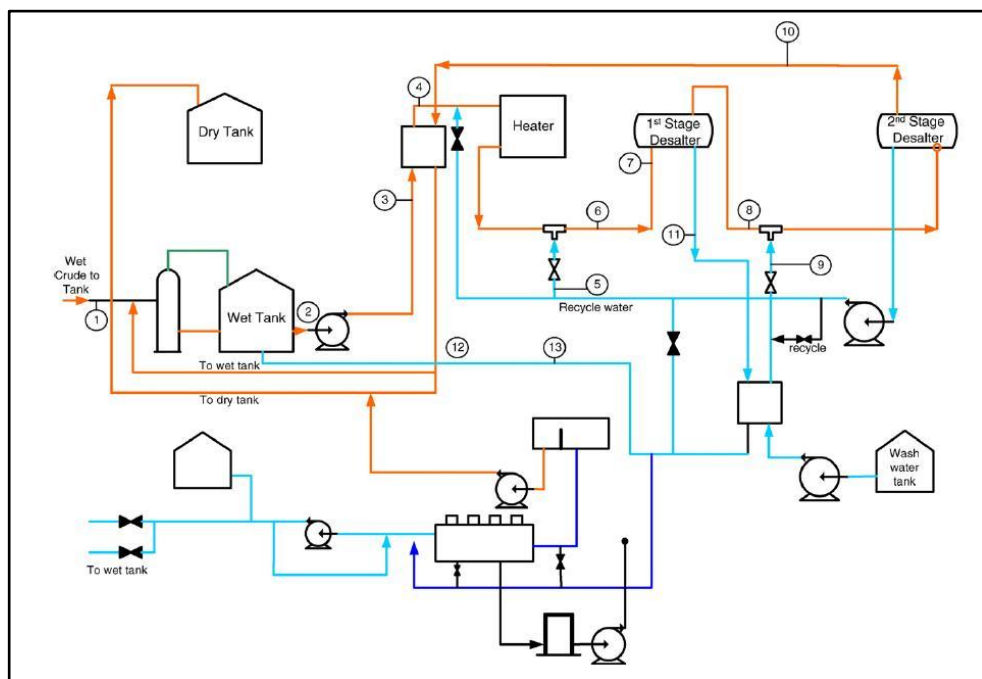 10
4
Dry Tank
Heater
1st Stage
Desalter
2nd Stage
Desalter
7
3
6
8
11
9
Wet
Crude to
Tank
5
1
2
Wet Tank
Recycle water
12
13
recycle
To wet tank
To dry tank
Wash
water
tank
To wet tank